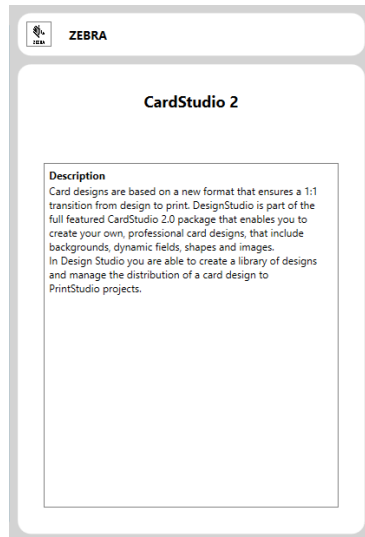 ZEBRA
ZEBRA
CardStudio 2
Description
Card designs are based on a new format that ensures a 1:1
transition from design to print. DesignStudio is part of the
full featured CardStudio 2.0 package that enables you to
create your own, professional card designs, that include
backgrounds, dynamic fields, shapes and images.
In Design Studio you are able to create a library of designs
and manage the distribution of a card design to
PrintStudio projects.